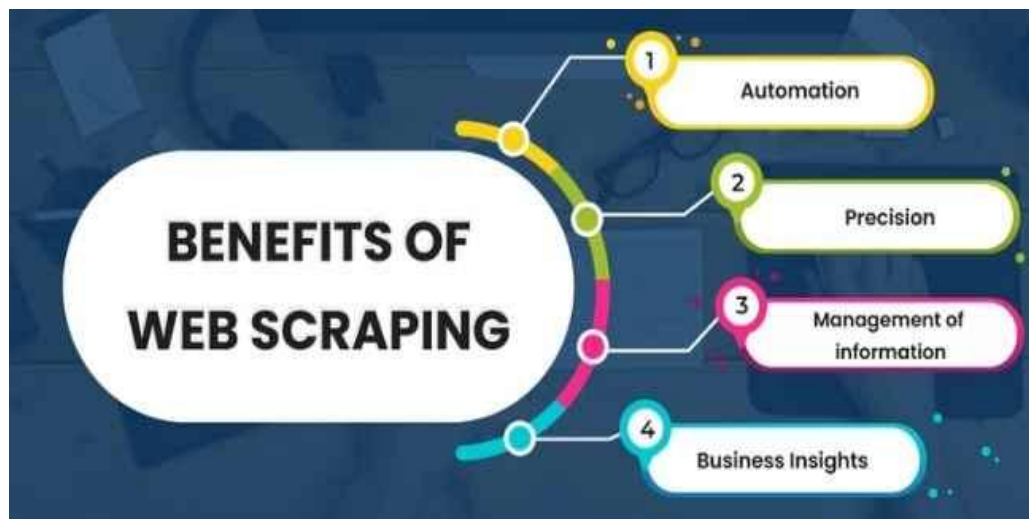 BENEFITS OF
WEB SCRAPING
1
Automation
2
Precision
3
Management of
information
4
Business Insights